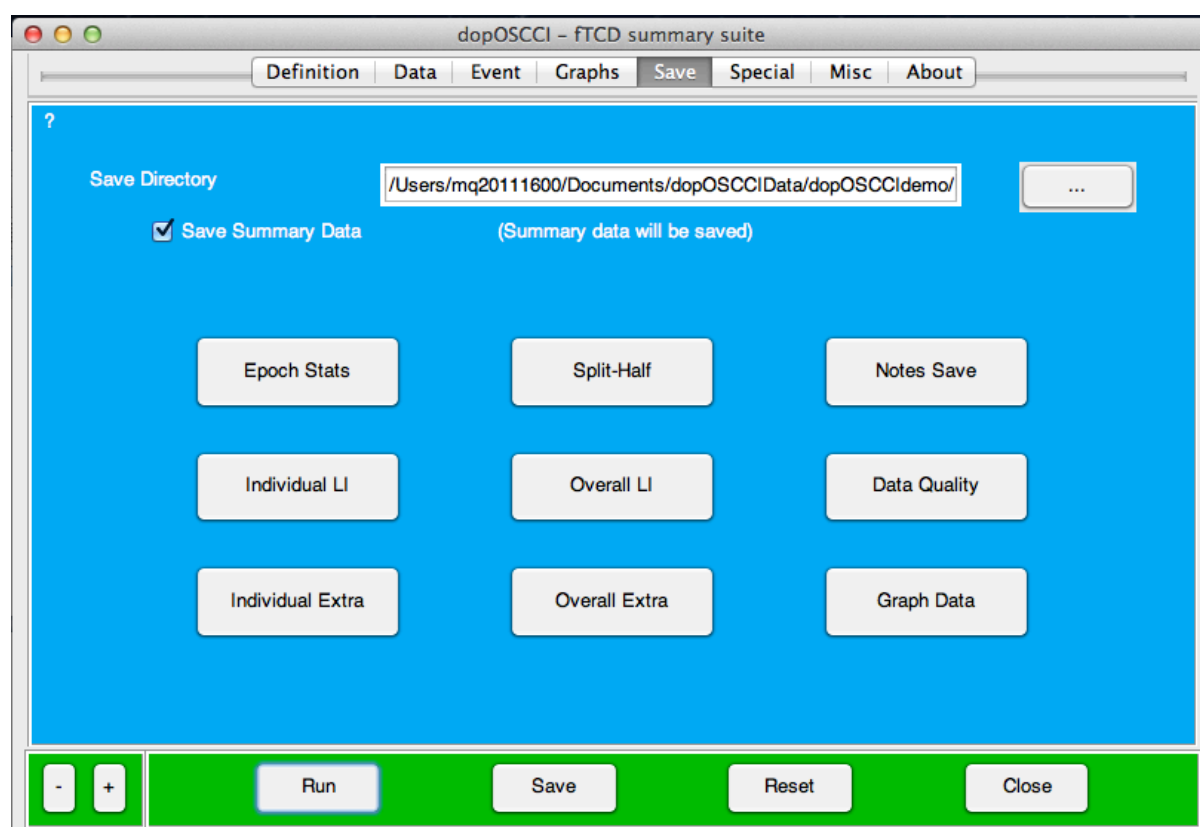 dopOSCCI – fTCD summary suite
Definition Data Event Graphs Save Special Misc About
?
Save Directory /Users/mq20111600/Documents/dopOSCCIData/dopOSCCIdemo/ ...
Save Summary Data (Summary data will be saved)
Epoch Stats Split-Half Notes Save
Individual LI Overall LI Data Quality
Individual Extra Overall Extra Graph Data
- + Run Save Reset Close